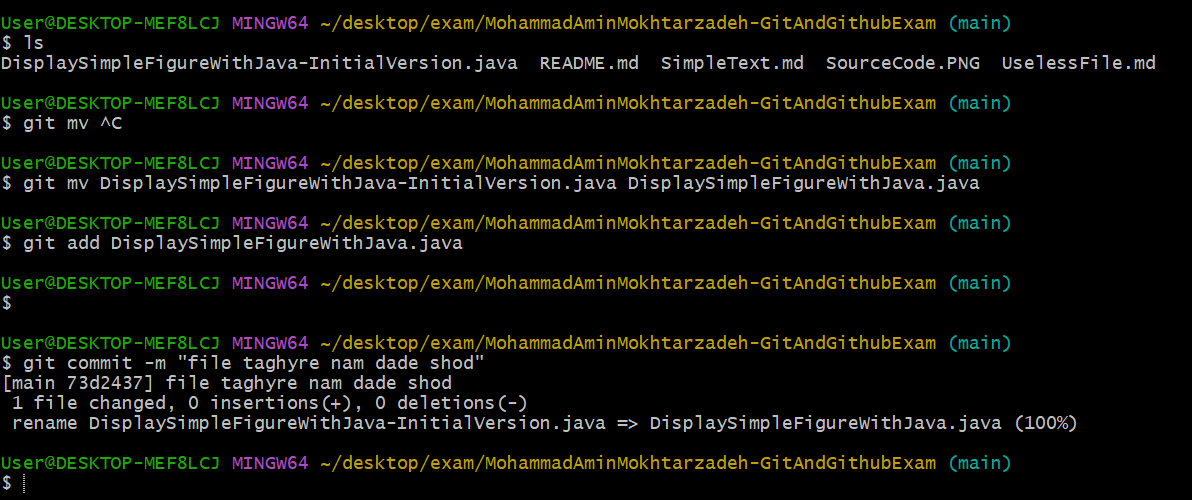 User@DESKTOP-MEF8LCJ MINGW64 ~/desktop/exam/MohammadAminMokhtarzadeh-GitAndGithubExam (main)
$ ls
DisplaySimpleFigureWithJava-InitialVersion.java  README.md  SimpleText.md  SourceCode.PNG  UselessFile.md
User@DESKTOP-MEF8LCJ MINGW64 ~/desktop/exam/MohammadAminMokhtarzadeh-GitAndGithubExam (main)
$ git mv ^C
User@DESKTOP-MEF8LCJ MINGW64 ~/desktop/exam/MohammadAminMokhtarzadeh-GitAndGithubExam (main)
$ git mv DisplaySimpleFigureWithJava-InitialVersion.java DisplaySimpleFigureWithJava.java
User@DESKTOP-MEF8LCJ MINGW64 ~/desktop/exam/MohammadAminMokhtarzadeh-GitAndGithubExam (main)
$ git add DisplaySimpleFigureWithJava.java
User@DESKTOP-MEF8LCJ MINGW64 ~/desktop/exam/MohammadAminMokhtarzadeh-GitAndGithubExam (main)
$
User@DESKTOP-MEF8LCJ MINGW64 ~/desktop/exam/MohammadAminMokhtarzadeh-GitAndGithubExam (main)
$ git commit -m "file taghyre nam dade shod"
[main 73d2437] file taghyre nam dade shod
 1 file changed, 0 insertions(+), 0 deletions(-)
 rename DisplaySimpleFigureWithJava-InitialVersion.java => DisplaySimpleFigureWithJava.java (100%)
User@DESKTOP-MEF8LCJ MINGW64 ~/desktop/exam/MohammadAminMokhtarzadeh-GitAndGithubExam (main)
$